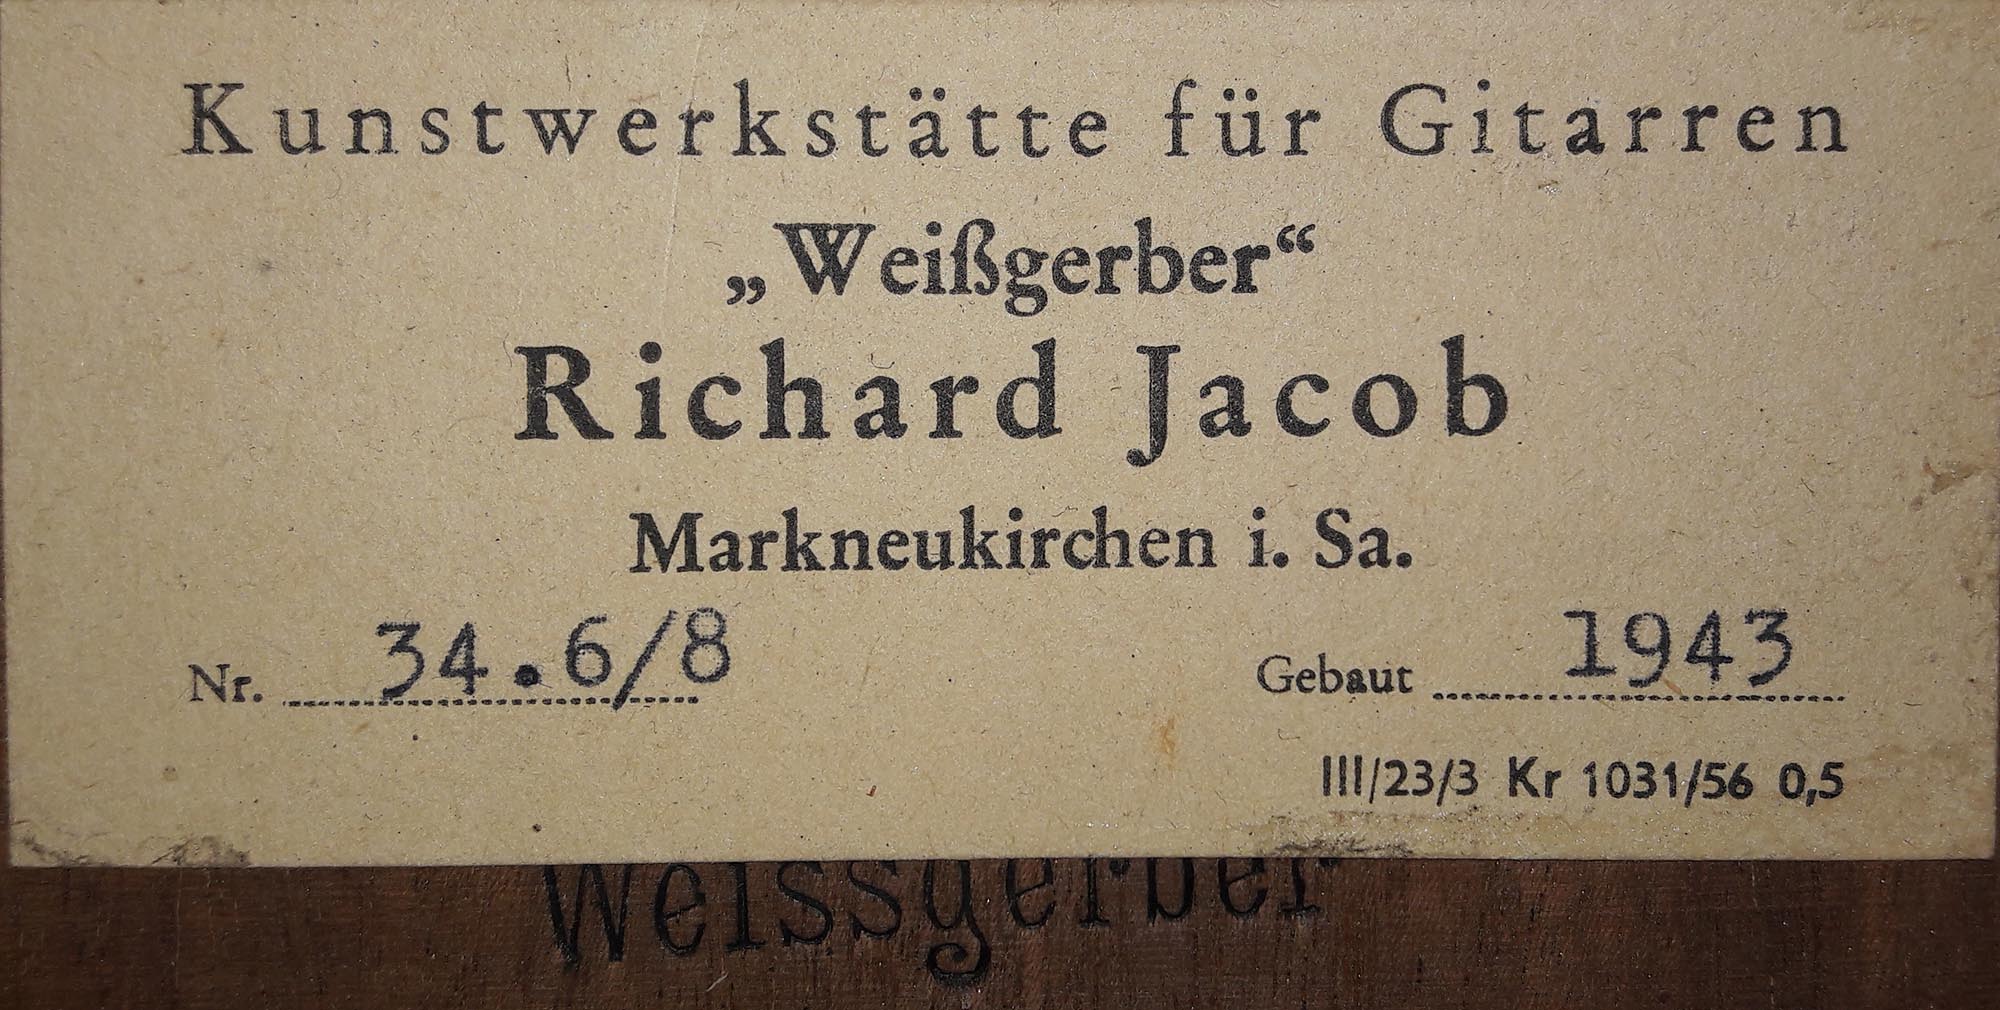 Kunstwerkstätte für Gitarren
„Weißgerber“
Richard Jacob
Markneukirchen i. Sa.
Nr. 34.6/8 Gebaut 1943
III/23/3 Kr 1031/56 0,5
Weissgerber